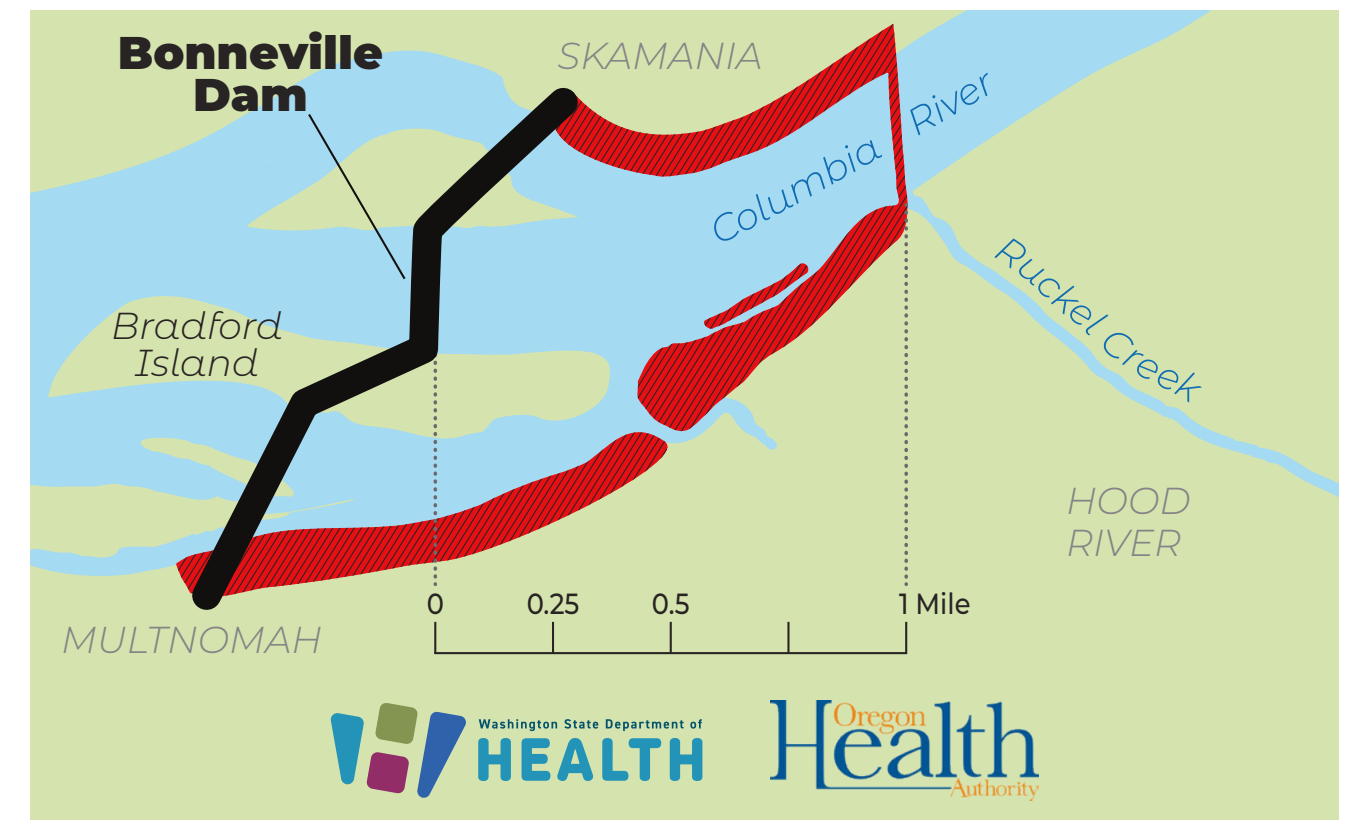 Bonneville
Dam
SKAMANIA
Columbia River
Bradford
Island
Ruckel Creek
HOOD
RIVER
MULTNOMAH
0 0.25 0.5 1 Mile
Washington State Department of
HEALTH
Oregon
Health
Authority